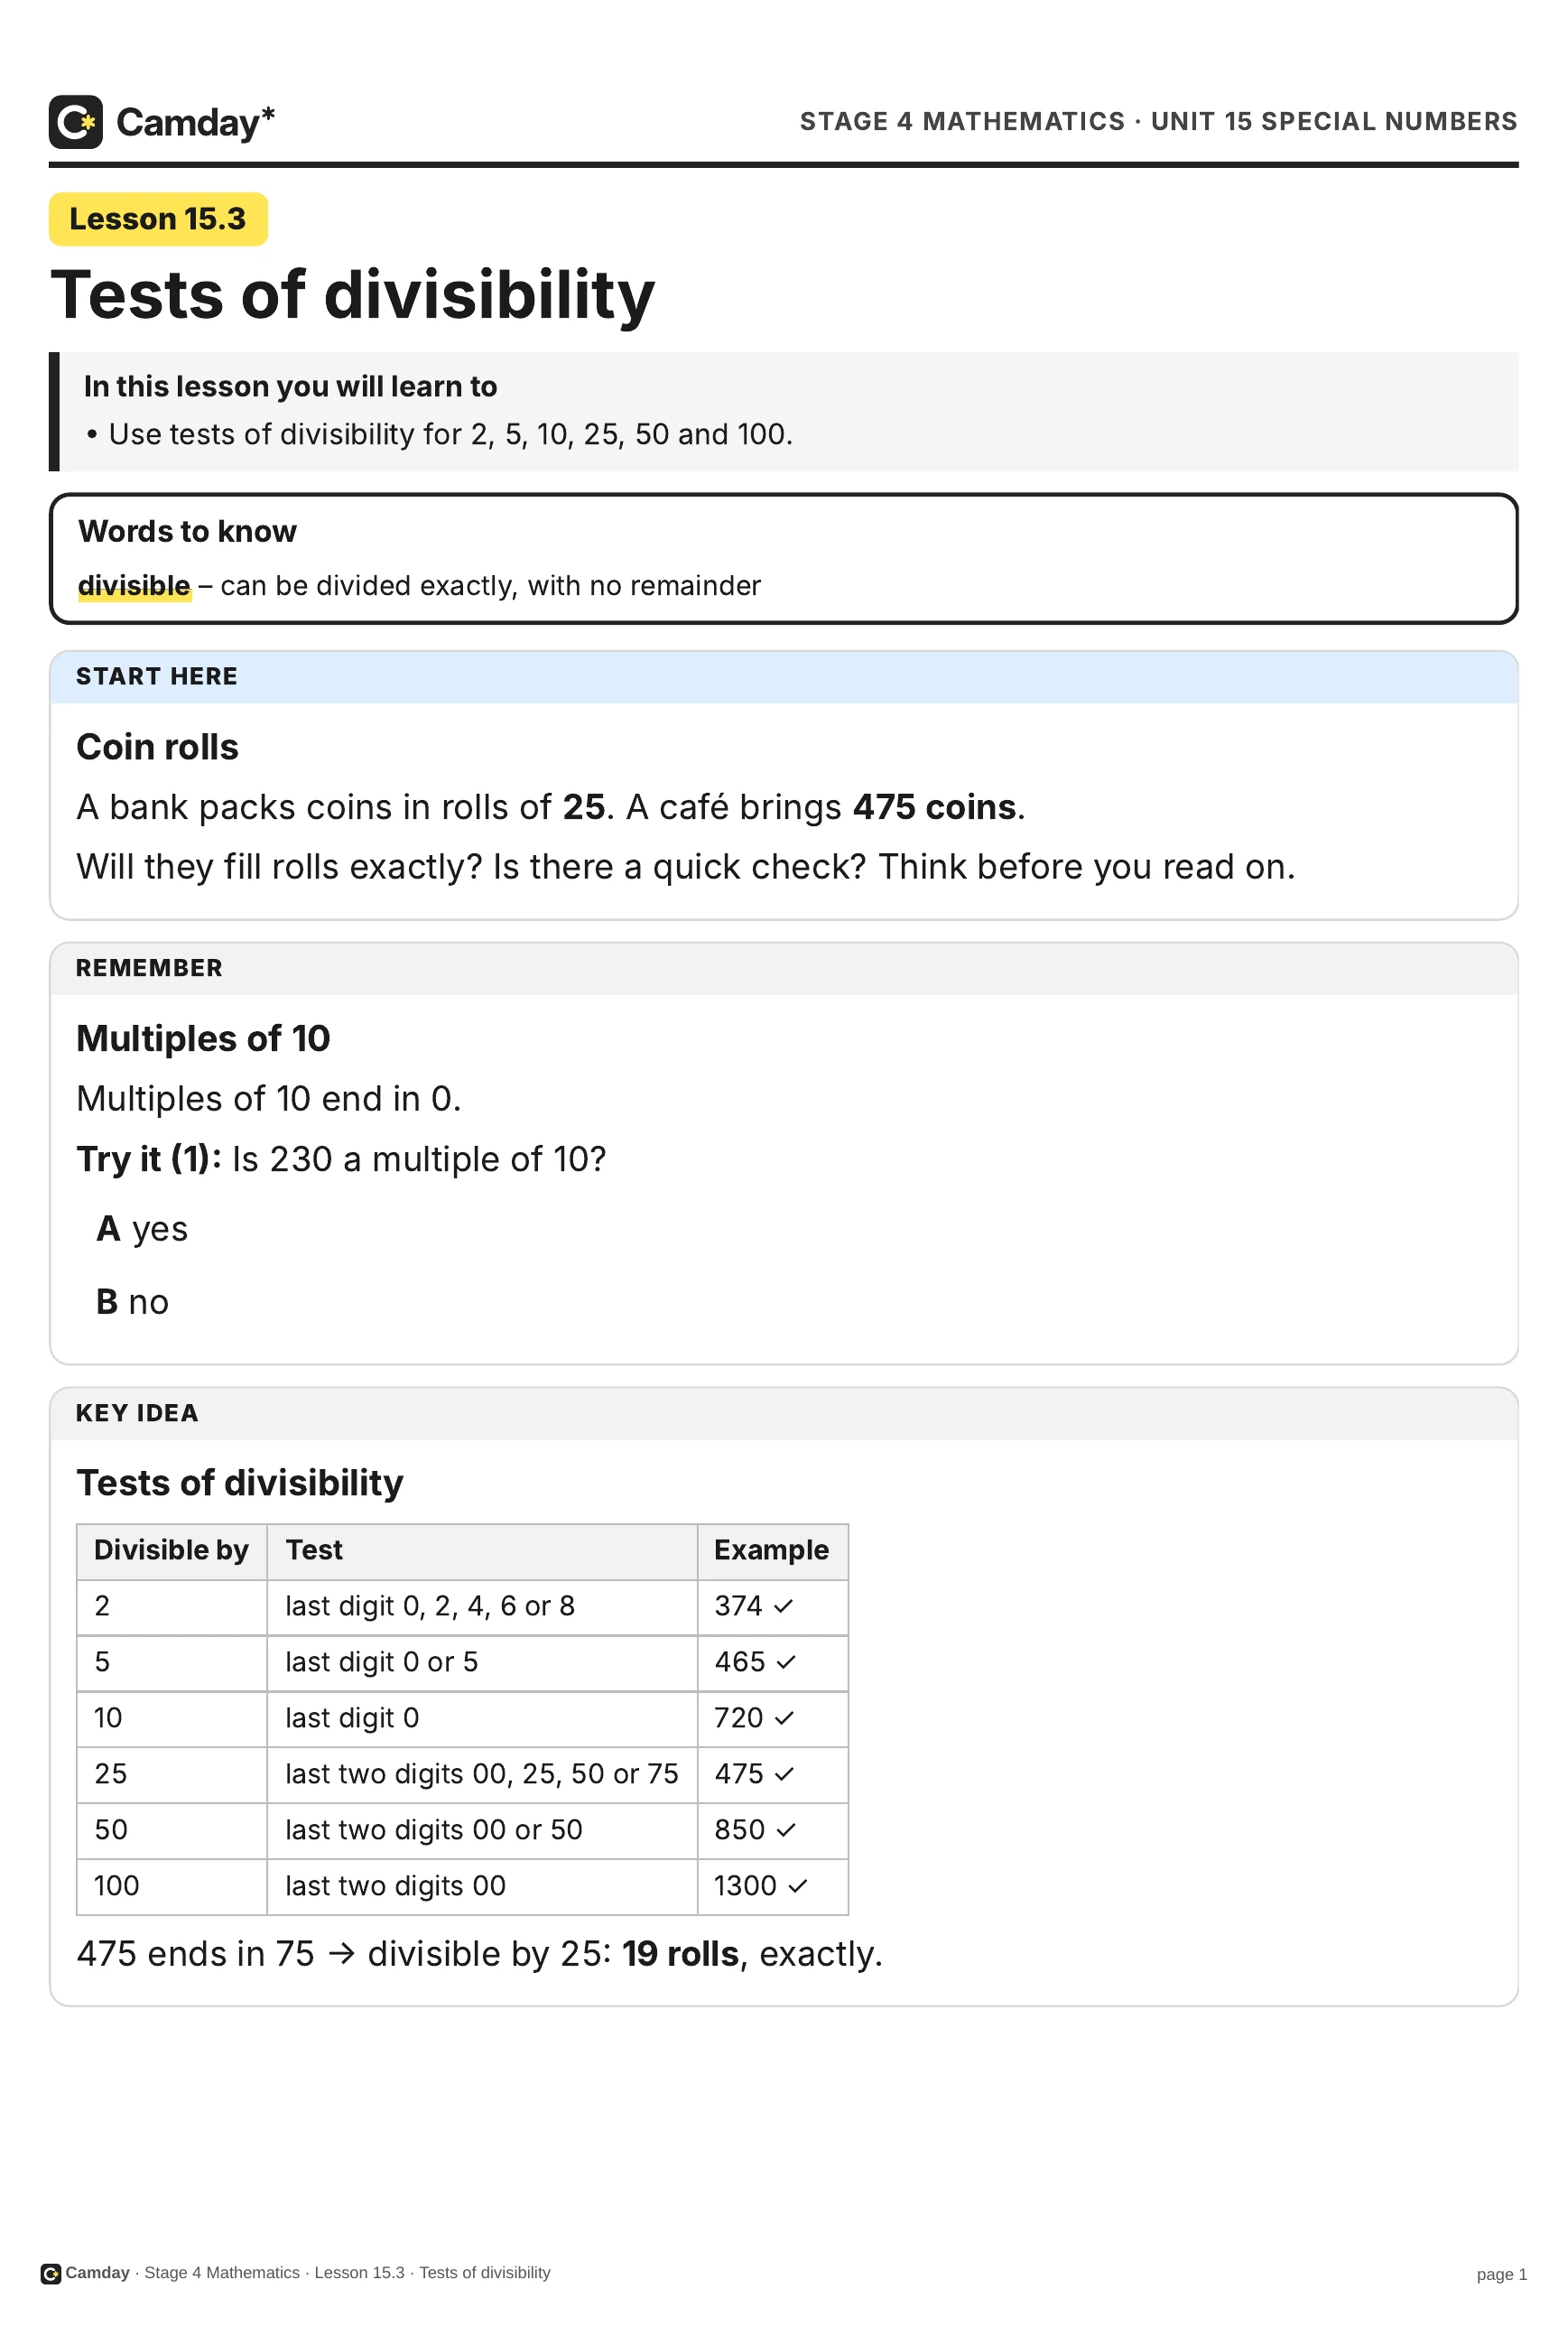 Camday*
STAGE 4 MATHEMATICS · UNIT 15 SPECIAL NUMBERS
Lesson 15.3
Tests of divisibility
In this lesson you will learn to
• Use tests of divisibility for 2, 5, 10, 25, 50 and 100.
Words to know
divisible – can be divided exactly, with no remainder
START HERE
Coin rolls
A bank packs coins in rolls of 25. A café brings 475 coins.
Will they fill rolls exactly? Is there a quick check? Think before you read on.
REMEMBER
Multiples of 10
Multiples of 10 end in 0.
Try it (1): Is 230 a multiple of 10?
A yes
B no
KEY IDEA
Tests of divisibility
Divisible by Test Example
2 last digit 0, 2, 4, 6 or 8 374 ✓
5 last digit 0 or 5 465 ✓
10 last digit 0 720 ✓
25 last two digits 00, 25, 50 or 75 475 ✓
50 last two digits 00 or 50 850 ✓
100 last two digits 00 1300 ✓
475 ends in 75 → divisible by 25: 19 rolls, exactly.
Camday · Stage 4 Mathematics · Lesson 15.3 · Tests of divisibility
page 1